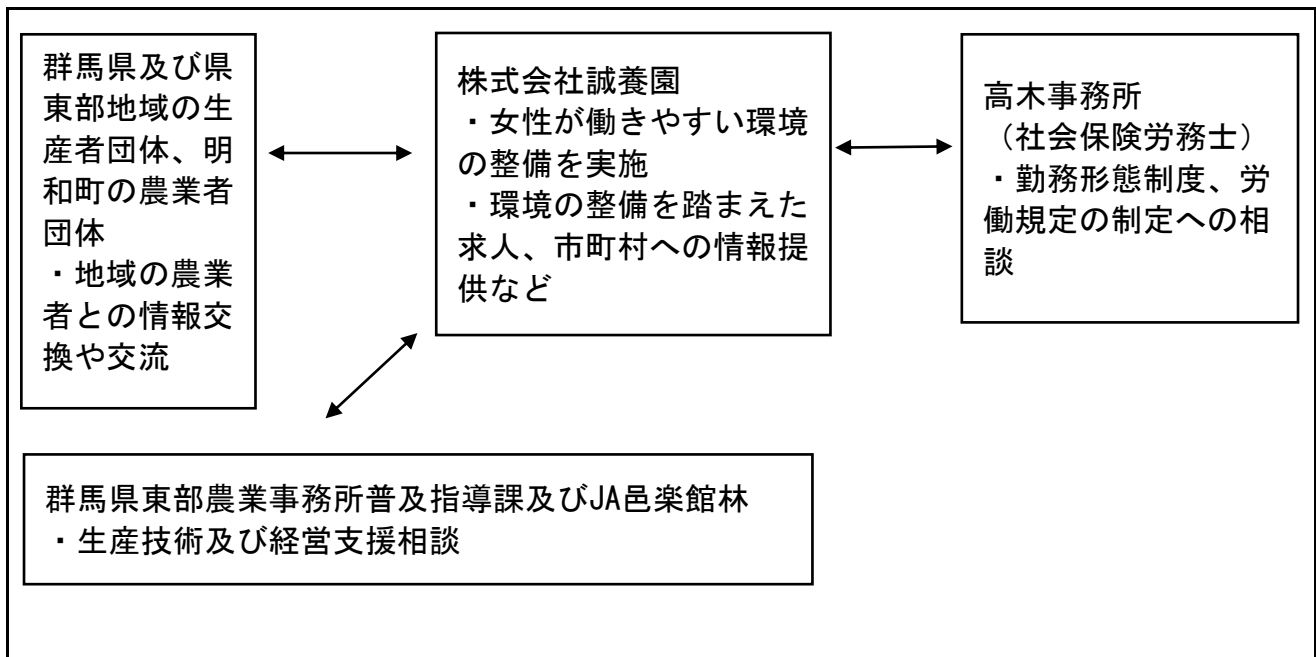 群馬県及び県
東部地域の生
産者団体、明
和町の農業者
団体
・地域の農業
者との情報交
換や交流
株式会社誠養園
・女性が働きやすい環境
の整備を実施
・環境の整備を踏まえた
求人、市町村への情報提
供など
高木事務所
（社会保険労務士）
・勤務形態制度、労
働規定の制定への相
談
群馬県東部農業事務所普及指導課及びJA邑楽館林
・生産技術及び経営支援相談